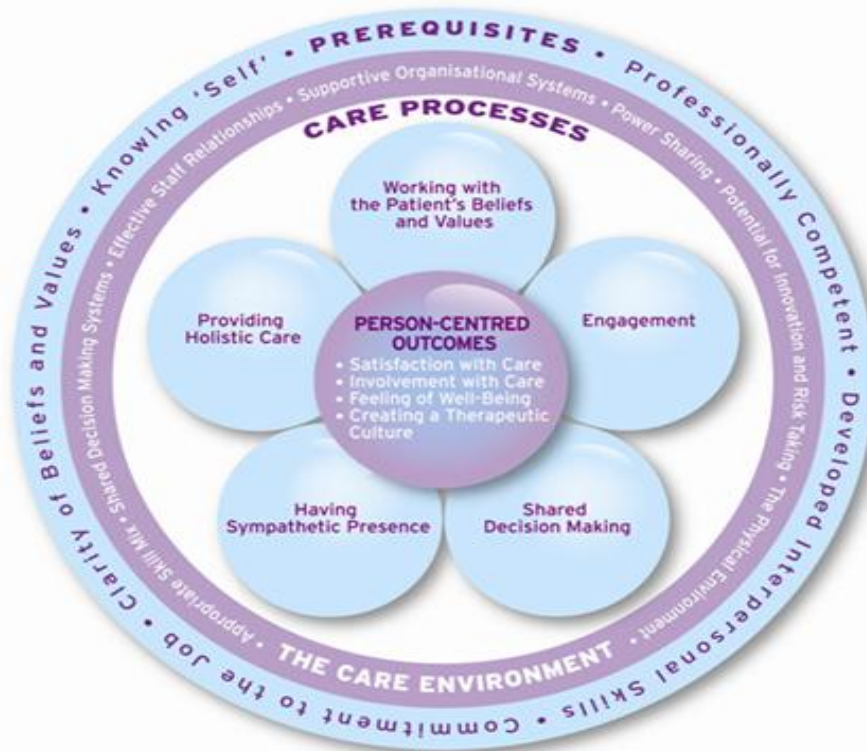 PREREQUISITES • Professionally Competent • Developed Interpersonal Skills • Commitment to the Job • Clarity of Beliefs and Values • Knowing 'Self' •
THE CARE ENVIRONMENT • Appropriate Skill Mix • Shared Decision Making Systems • Effective Staff Relationships • Supportive Organisational Systems • Power Sharing • Potential for Innovation and Risk Taking • The Physical Environment •
CARE PROCESSES
Working with
the Patient's Beliefs
and Values
Providing
Holistic Care
Engagement
PERSON-CENTRED
OUTCOMES
• Satisfaction with Care
• Involvement with Care
• Feeling of Well-Being
• Creating a Therapeutic
Culture
Having
Sympathetic Presence
Shared
Decision Making